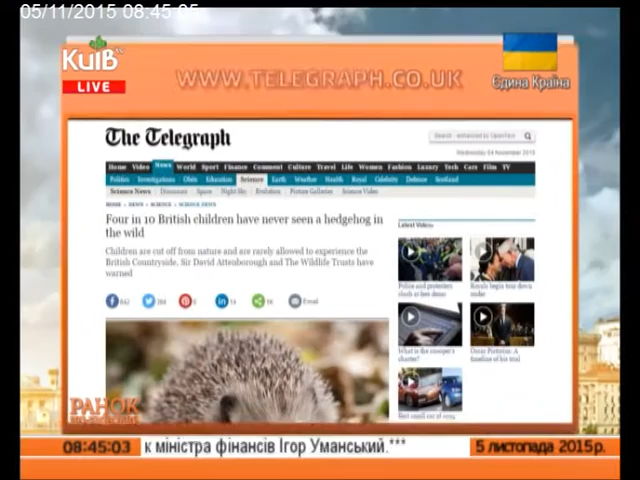 05/11/2015 08:45:05
КиЇВ
LIVE
WWW.TELEGRAPH.CO.UK
Єдина Країна
The Telegraph
Wednesday 04 November 2015
Home Video News World Sport Finance Comment Culture Travel Life Women Fashion Luxury Tech Cars Film TV
Politics Investigations Obits Education Science Earth Weather Health Royal Celebrity Defence Scotland
Science News Dinosaurs Space Night Sky Evolution Picture Galleries Science Video
HOME » NEWS » SCIENCE » SCIENCE NEWS
Four in 10 British children have never seen a hedgehog in
the wild
Children are cut off from nature and are rarely allowed to experience the
British Countryside, Sir David Attenborough and The Wildlife Trusts have
warned
Email
Latest Videos
Police and protesters
clash at fees demo
Royals begin tour down
under
What is the snooper's
charter?
Oscar Pistorius: A
timeline of his trial
РАНОК
08:45:03 к міністра фінансів Ігор Уманський.*** 5 листопада 2015р.